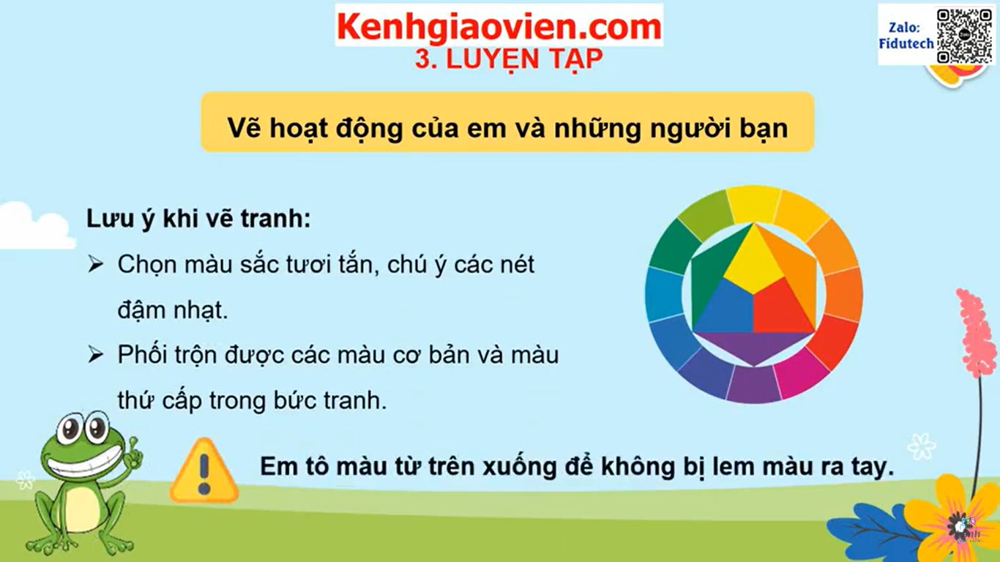 Kenhgiaovien.com
Zalo:
Fidutech
3. LUYỆN TẬP
Vẽ hoạt động của em và những người bạn
Lưu ý khi vẽ tranh:
Chọn màu sắc tươi tắn, chú ý các nét
đậm nhạt.
Phối trộn được các màu cơ bản và màu
thứ cấp trong bức tranh.
Em tô màu từ trên xuống để không bị lem màu ra tay.